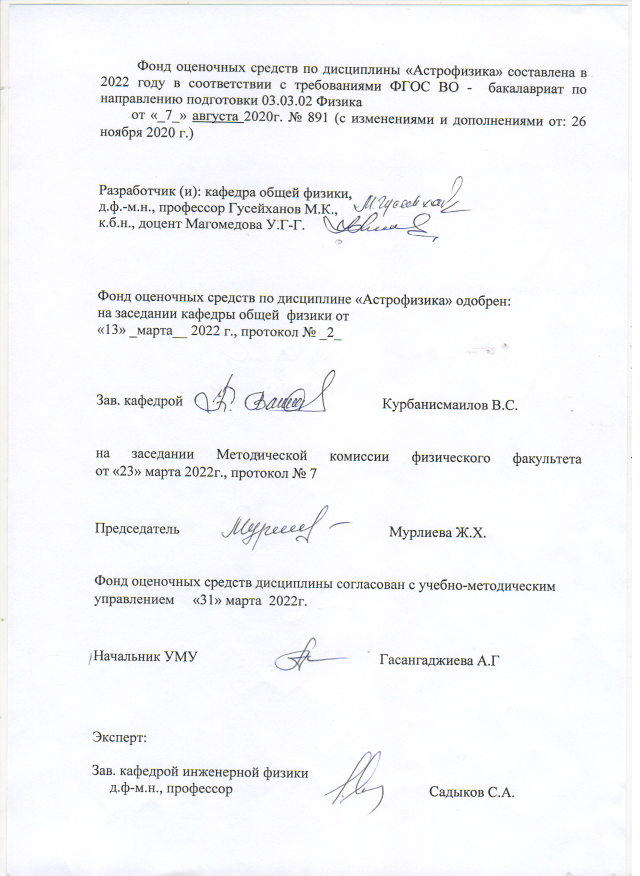 Фонд оценочных средств по дисциплины «Астрофизика» составлена в
2022 году в соответствии с требованиями ФГОС ВО - бакалавриат по
направлению подготовки 03.03.02 Физика
от «_7_» августа 2020г. № 891 (с изменениями и дополнениями от: 26
ноября 2020 г.)
Разработчик (и): кафедра общей физики,
д.ф.-м.н., профессор Гусейханов М.К.,
к.б.н., доцент Магомедова У.Г-Г.
Фонд оценочных средств по дисциплине «Астрофизика» одобрен:
на заседании кафедры общей физики от
«13» _марта__ 2022 г., протокол № _2_
Зав. кафедрой Курбанисмаилов В.С.
на заседании Методической комиссии физического факультета
от «23» марта 2022г., протокол № 7
Председатель Мурлиева Ж.Х.
Фонд оценочных средств дисциплины согласован с учебно-методическим
управлением «31» марта 2022г.
Начальник УМУ Гасангаджиева А.Г
Эксперт:
Зав. кафедрой инженерной физики
д.ф-м.н., профессор Садыков С.А.